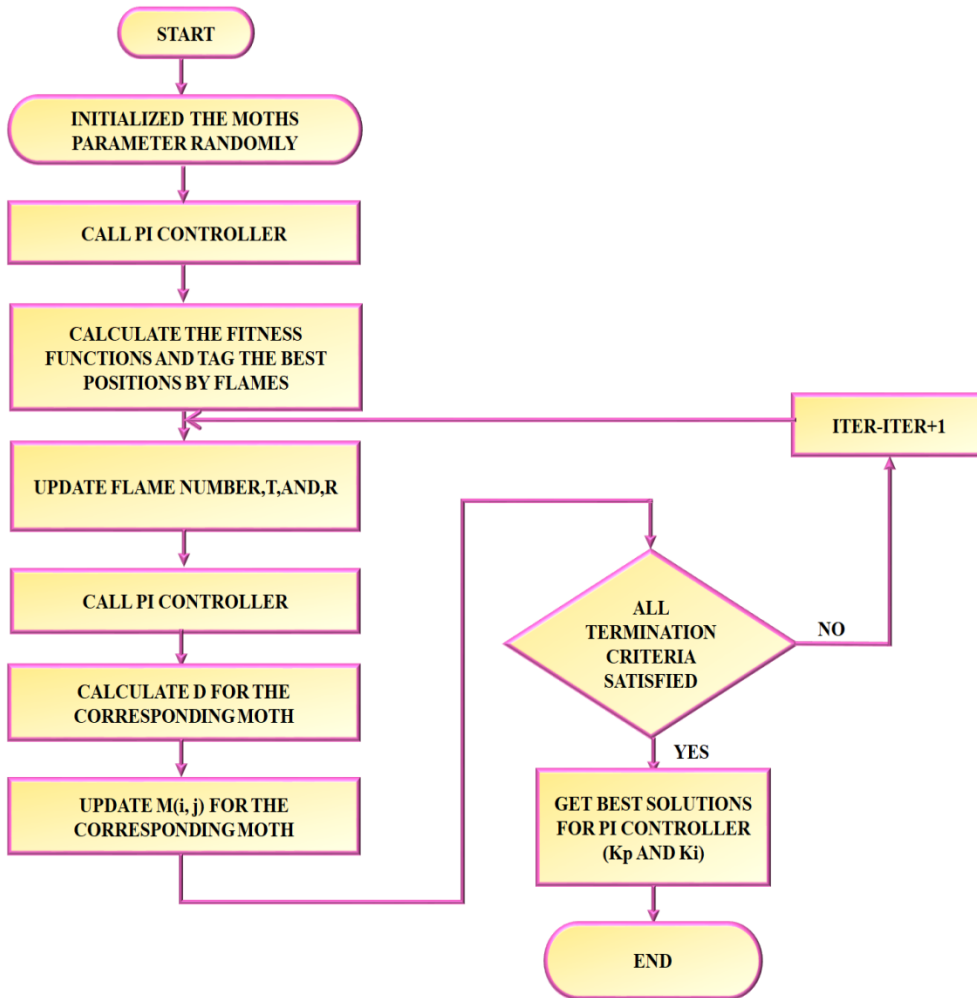 START
INITIALIZED THE MOTHS
PARAMETER RANDOMLY
CALL PI CONTROLLER
CALCULATE THE FITNESS
FUNCTIONS AND TAG THE BEST
POSITIONS BY FLAMES
UPDATE FLAME NUMBER,T,AND,R
CALL PI CONTROLLER
CALCULATE D FOR THE
CORRESPONDING MOTH
UPDATE M(i, j) FOR THE
CORRESPONDING MOTH
ITER-ITER+1
ALL
TERMINATION
CRITERIA
SATISFIED
NO
YES
GET BEST SOLUTIONS
FOR PI CONTROLLER
(Kp AND Ki)
END